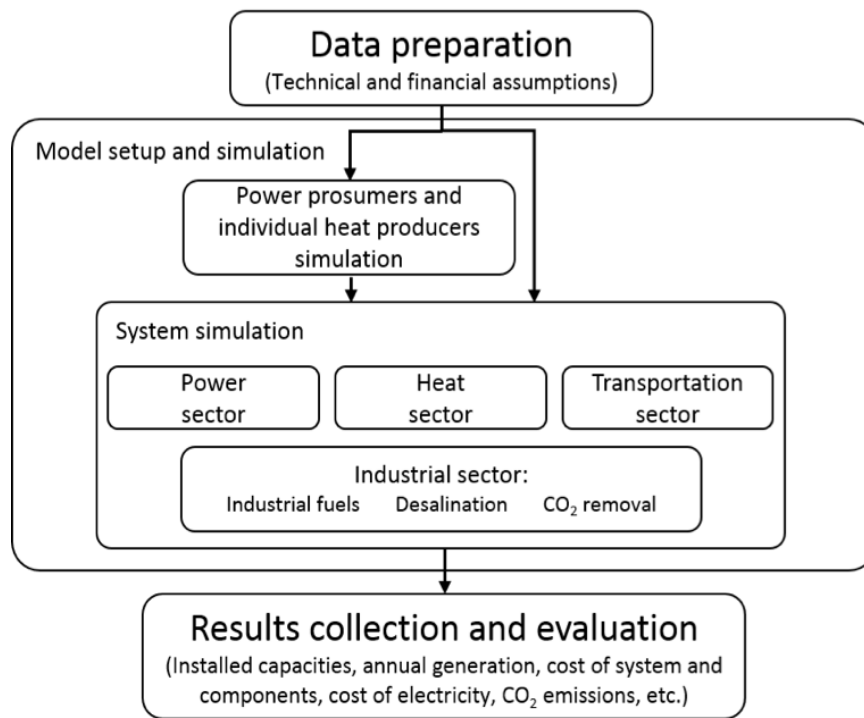 Data preparation
(Technical and financial assumptions)
Model setup and simulation
Power prosumers and
individual heat producers
simulation
System simulation
Power
sector
Heat
sector
Transportation
sector
Industrial sector:
Industrial fuels Desalination CO₂ removal
Results collection and evaluation
(Installed capacities, annual generation, cost of system and
components, cost of electricity, CO₂ emissions, etc.)